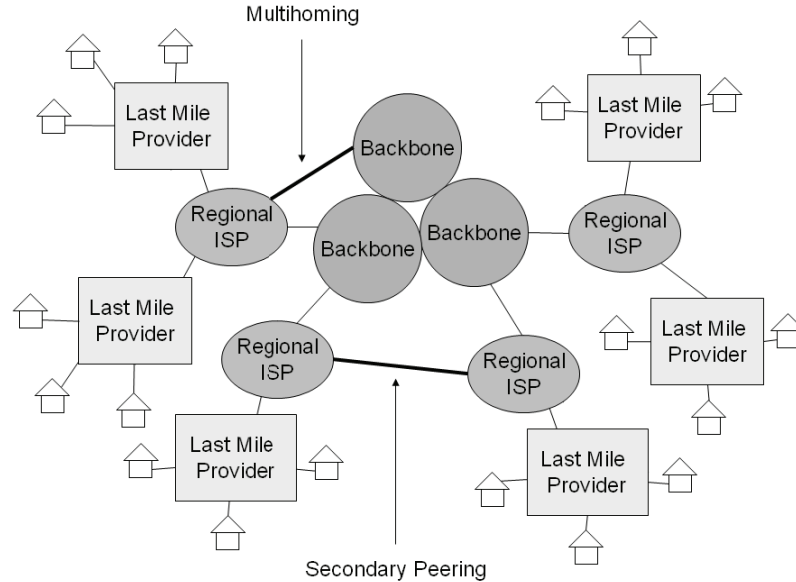 Multihoming
Last Mile
Provider
Backbone
Last Mile
Provider
Regional
ISP
Backbone
Backbone
Regional
ISP
Last Mile
Provider
Regional
ISP
Regional
ISP
Last Mile
Provider
Last Mile
Provider
Last Mile
Provider
Secondary Peering